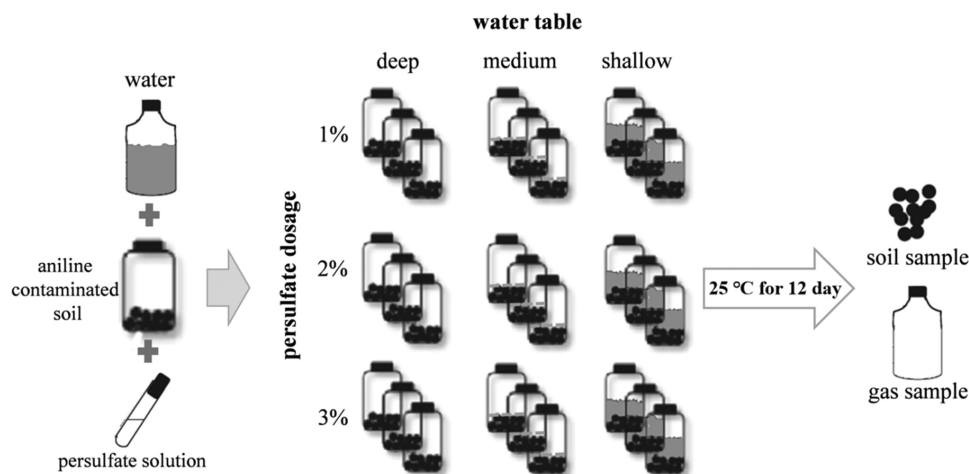 water table
deep medium shallow
water
1%
aniline
contaminated
soil
persulfate dosage
2%
25 °C for 12 day
3%
persulfate solution
soil sample
gas sample